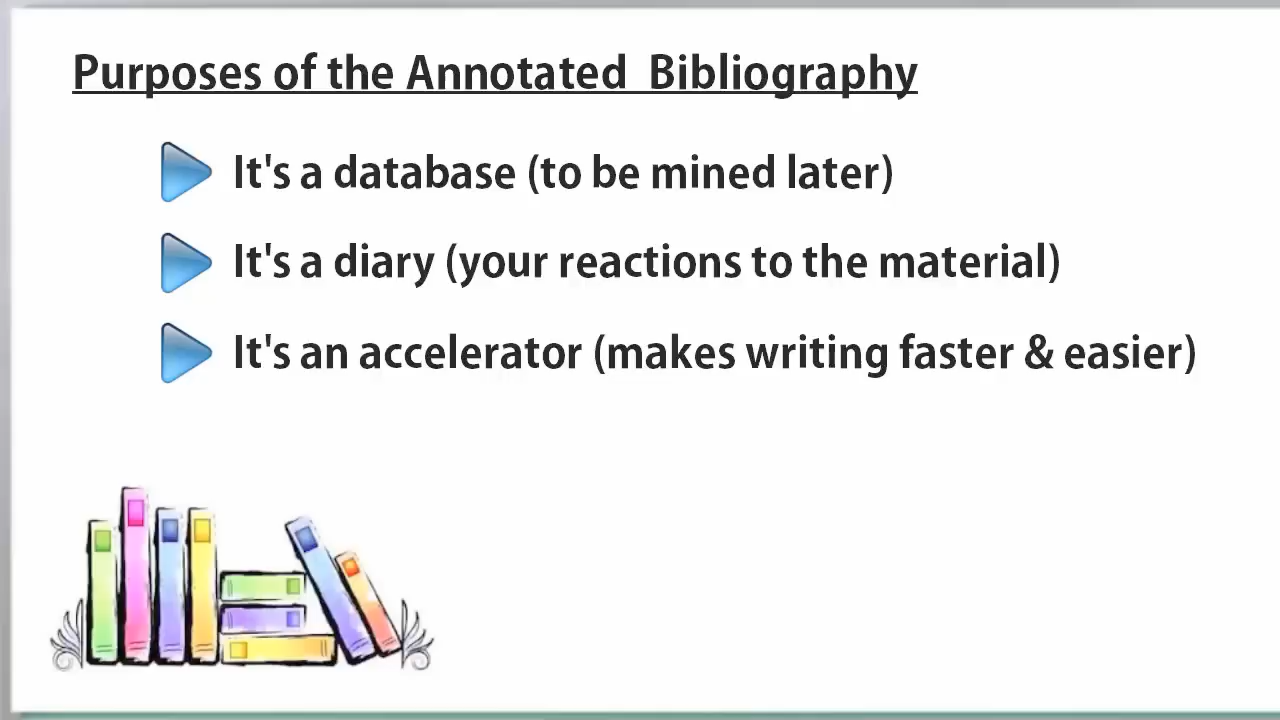 Purposes of the Annotated  Bibliography
It's a database (to be mined later)
It's a diary (your reactions to the material)
It's an accelerator (makes writing faster & easier)